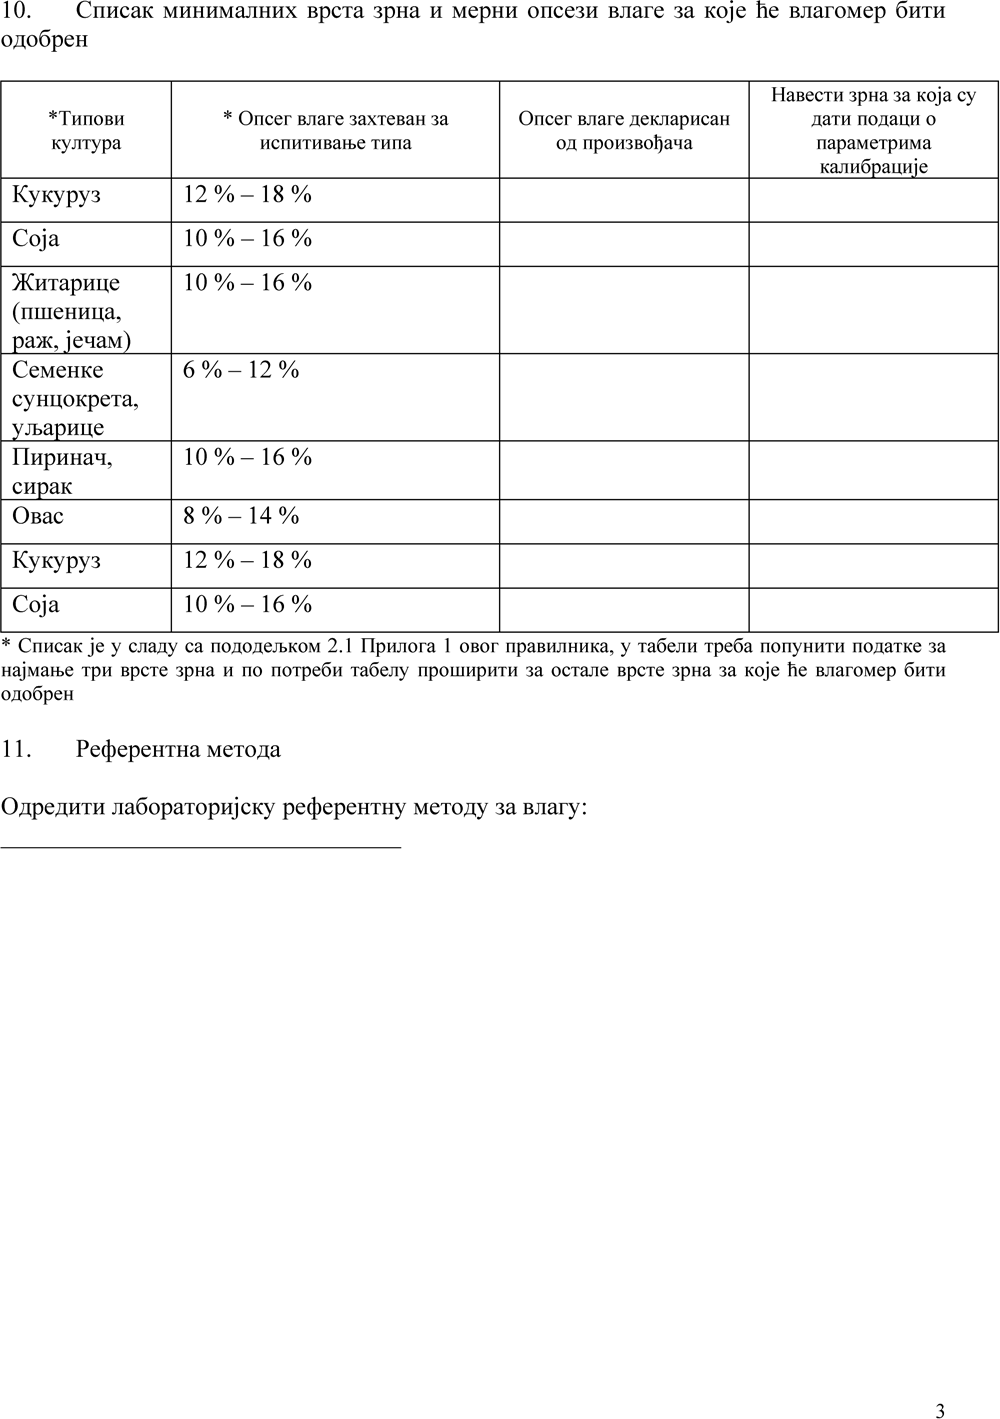 10. Списак минималних врста зрна и мерни опсези влаге за које ће влагомер бити
одобрен
*Типови
култура
* Опсег влаге захтеван за
испитивање типа
Опсег влаге декларисан
од произвођача
Навести зрна за која су
дати подаци о
параметрима
калибрације
Кукуруз 12 % – 18 %
Соја 10 % – 16 %
Житарице 10 % – 16 %
(пшеница,
раж, јечам)
Семенке 6 % – 12 %
сунцокрета,
уљарице
Пиринач, 10 % – 16 %
сирак
Овас 8 % – 14 %
Кукуруз 12 % – 18 %
Соја 10 % – 16 %
* Списак је у сладу са пододељком 2.1 Прилога 1 овог правилника, у табели треба попунити податке за
најмање три врсте зрна и по потреби табелу проширити за остале врсте зрна за које ће влагомер бити
одобрен
11. Референтна метода
Одредити лабораторијску референтну методу за влагу:
3